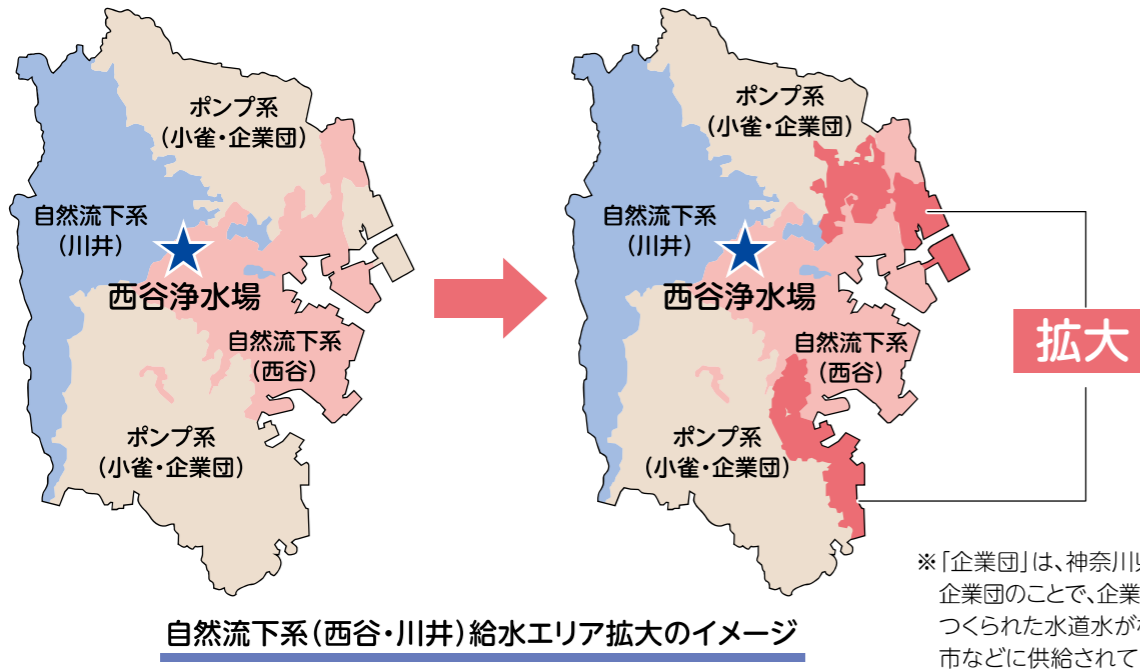 ポンプ系
(小雀・企業団)
自然流下系
(川井)
西谷浄水場
自然流下系
(西谷)
ポンプ系
(小雀・企業団)
ポンプ系
(小雀・企業団)
自然流下系
(川井)
西谷浄水場
自然流下系
(西谷)
ポンプ系
(小雀・企業団)
拡大
※「企業団」は、神奈川
企業団のことで、企業
つくられた水道水が
市などに供給されて
自然流下系(西谷・川井)給水エリア拡大のイメージ